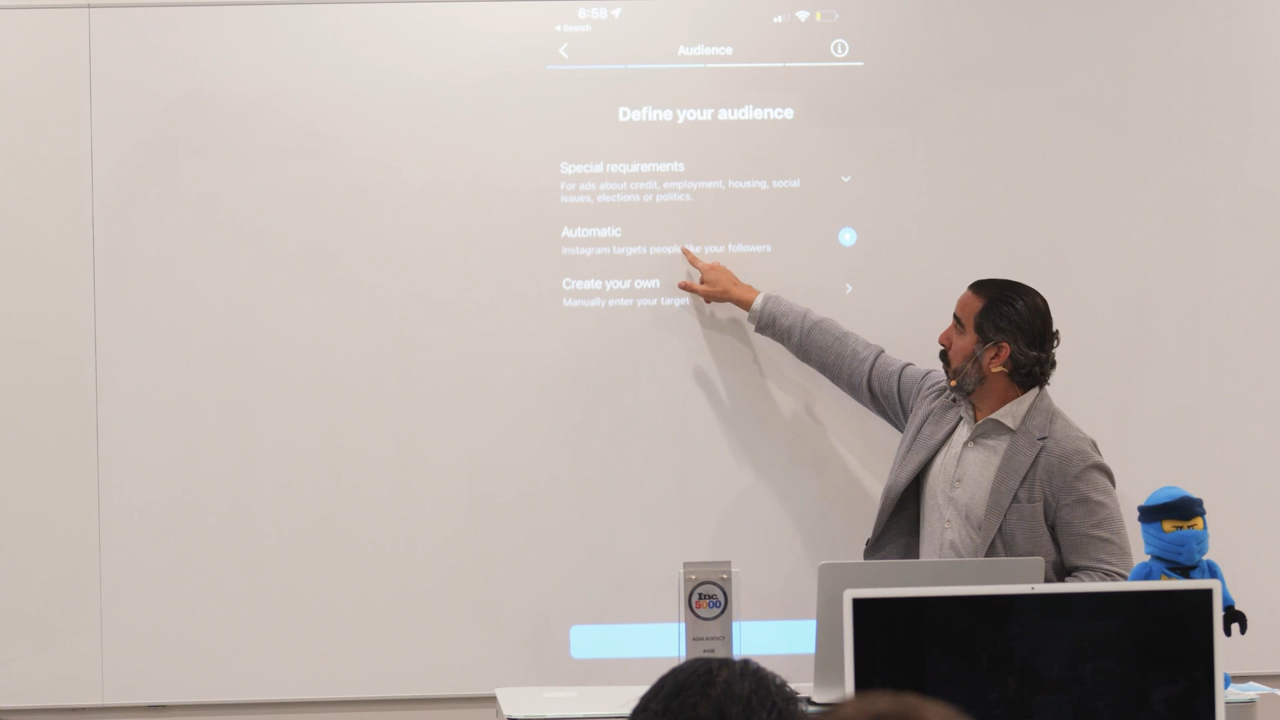 6:58
Search
Audience
Define your audience
Special requirements
For ads about credit, employment, housing, social
issues, elections or politics.
Automatic
Instagram targets people like your followers
Create your own
Manually enter your target
Inc.
5000
AGENCY